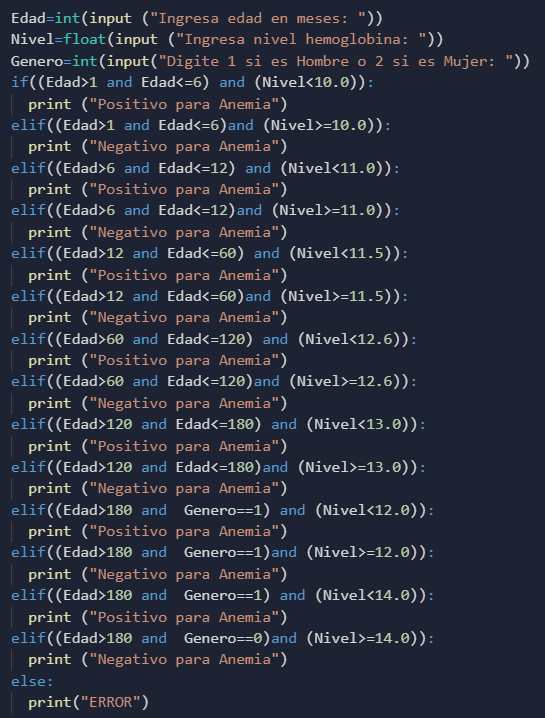 Edad=int(input ("Ingresa edad en meses: "))
Nivel=float(input ("Ingresa nivel hemoglobina: "))
Genero=int(input("Digite 1 si es Hombre o 2 si es Mujer: "))
if((Edad>1 and Edad<=6) and (Nivel<10.0)):
  print ("Positivo para Anemia")
elif((Edad>1 and Edad<=6)and (Nivel>=10.0)):
  print ("Negativo para Anemia")
elif((Edad>6 and Edad<=12) and (Nivel<11.0)):
  print ("Positivo para Anemia")
elif((Edad>6 and Edad<=12)and (Nivel>=11.0)):
  print ("Negativo para Anemia")
elif((Edad>12 and Edad<=60) and (Nivel<11.5)):
  print ("Positivo para Anemia")
elif((Edad>12 and Edad<=60)and (Nivel>=11.5)):
  print ("Negativo para Anemia")
elif((Edad>60 and Edad<=120) and (Nivel<12.6)):
  print ("Positivo para Anemia")
elif((Edad>60 and Edad<=120)and (Nivel>=12.6)):
  print ("Negativo para Anemia")
elif((Edad>120 and Edad<=180) and (Nivel<13.0)):
  print ("Positivo para Anemia")
elif((Edad>120 and Edad<=180)and (Nivel>=13.0)):
  print ("Negativo para Anemia")
elif((Edad>180 and  Genero==1) and (Nivel<12.0)):
  print ("Positivo para Anemia")
elif((Edad>180 and  Genero==1)and (Nivel>=12.0)):
  print ("Negativo para Anemia")
elif((Edad>180 and  Genero==1) and (Nivel<14.0)):
  print ("Positivo para Anemia")
elif((Edad>180 and  Genero==0)and (Nivel>=14.0)):
  print ("Negativo para Anemia")
else:
  print("ERROR")